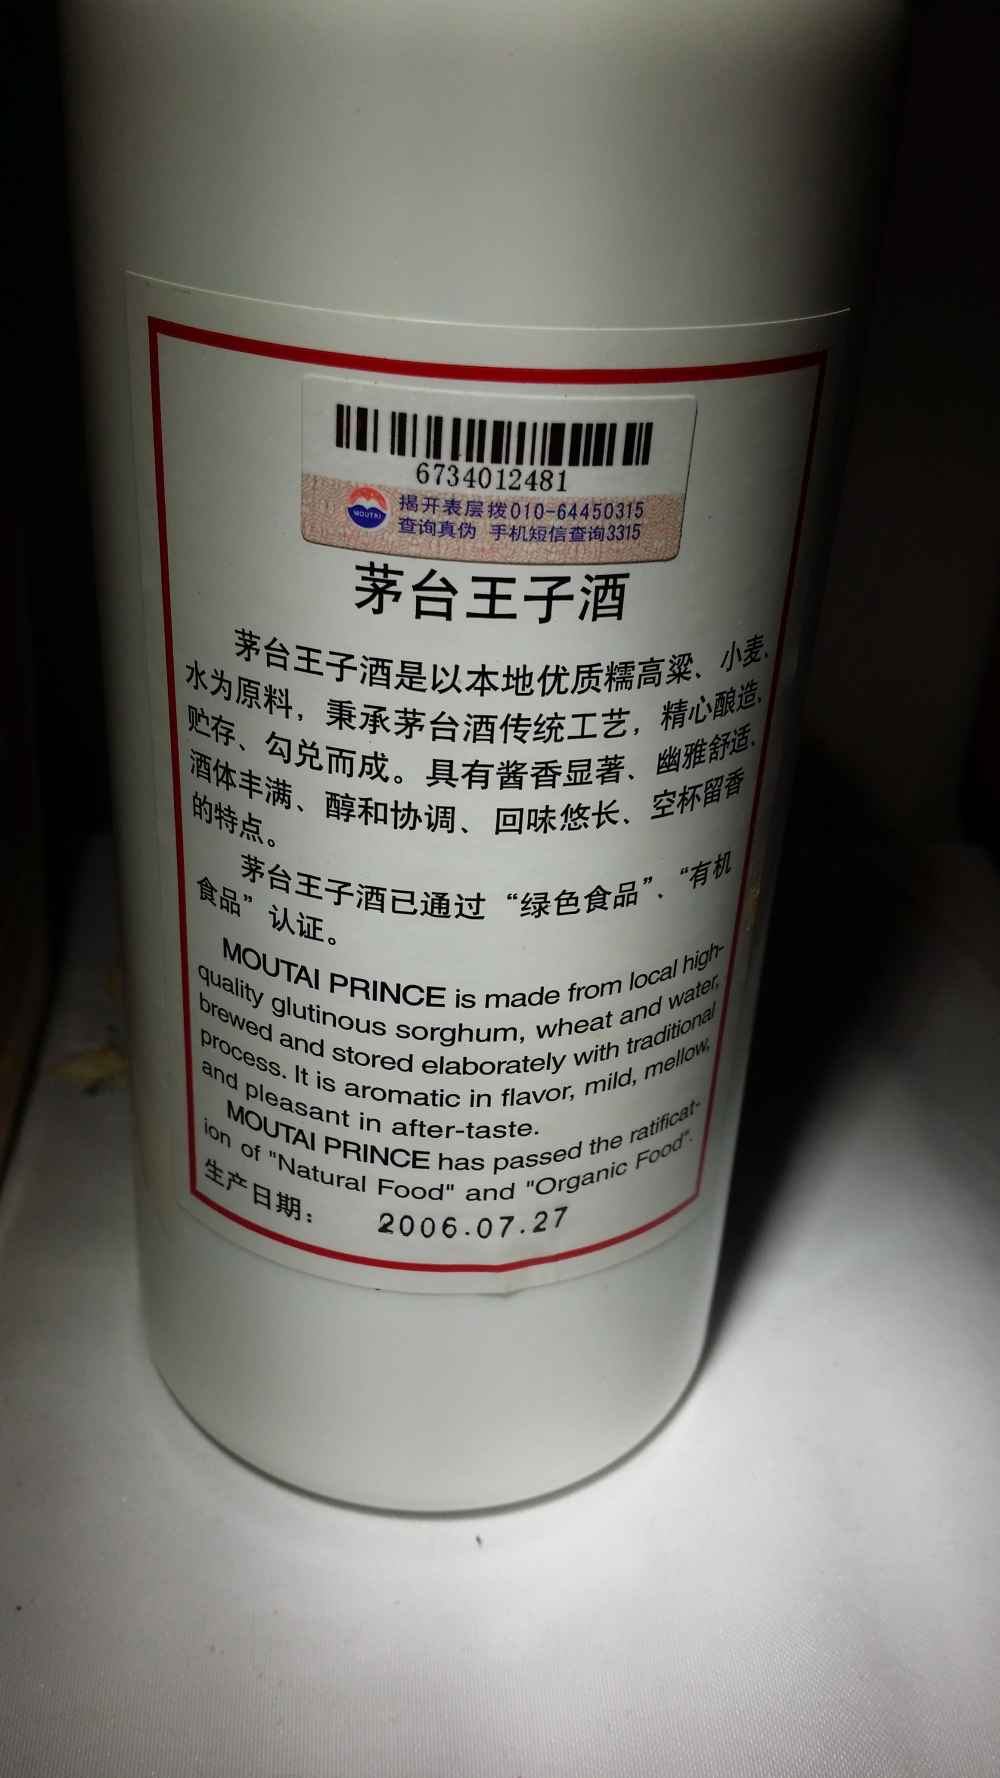 6734012481
MOUTAI
揭开表层拨010-64450315
查询真伪 手机短信查询3315
茅台王子酒
茅台王子酒是以本地优质糯高粱、小麦、
水为原料，秉承茅台酒传统工艺，精心酿造、
贮存、勾兑而成。具有酱香显著、幽雅舒适、
酒体丰满、醇和协调、回味悠长、空杯留香
的特点。
茅台王子酒已通过“绿色食品”、“有机
食品”认证。
MOUTAI PRINCE is made from local high-
quality glutinous sorghum, wheat and water,
brewed and stored elaborately with traditional
process. It is aromatic in flavor, mild, mellow,
and pleasant in after-taste.
MOUTAI PRINCE has passed the ratificat-
ion of "Natural Food" and "Organic Food".
生产日期： 2006.07.27